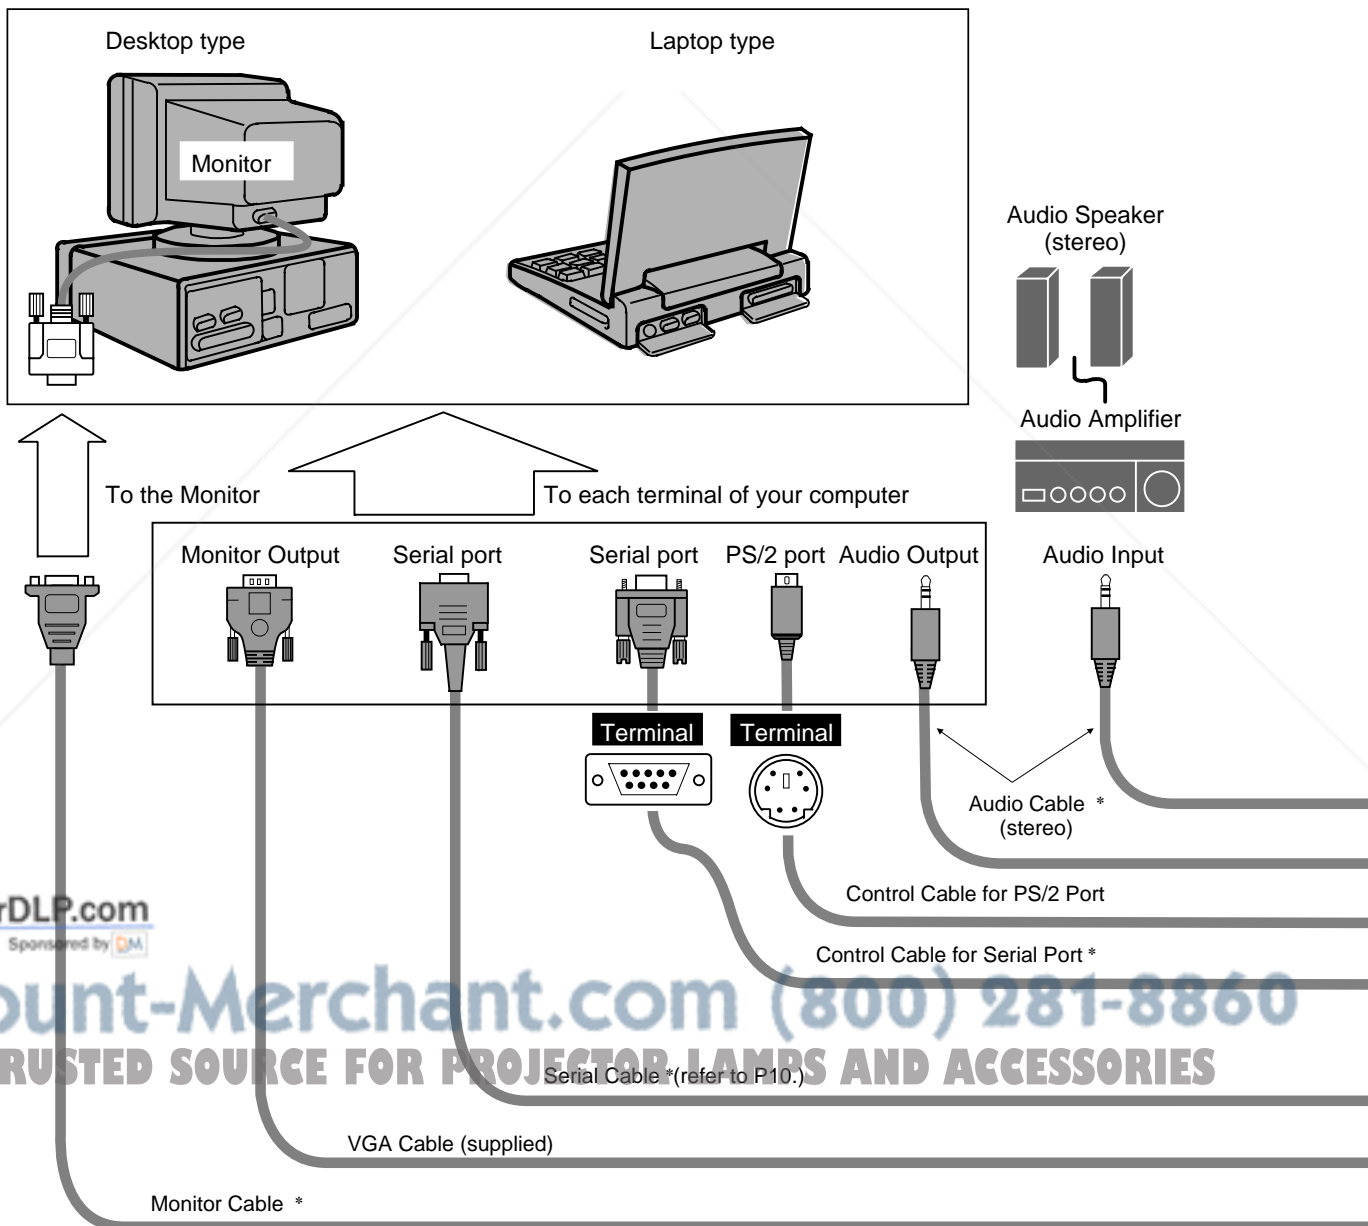 Desktop type
Laptop type
Monitor
Audio Speaker
(stereo)
Audio Amplifier
To the Monitor
To each terminal of your computer
Monitor Output
Serial port
Serial port
PS/2 port
Audio Output
Audio Input
Terminal
Terminal
Audio Cable *
(stereo)
Control Cable for PS/2 Port
rDLP.com
Sponsored by DM
Control Cable for Serial Port *
ount-Merchant.com (800) 281-8860
RUSTED SOURCE FOR PROJECTOR LAMPS AND ACCESSORIES
Serial Cable *(refer to P10.)
VGA Cable (supplied)
Monitor Cable *